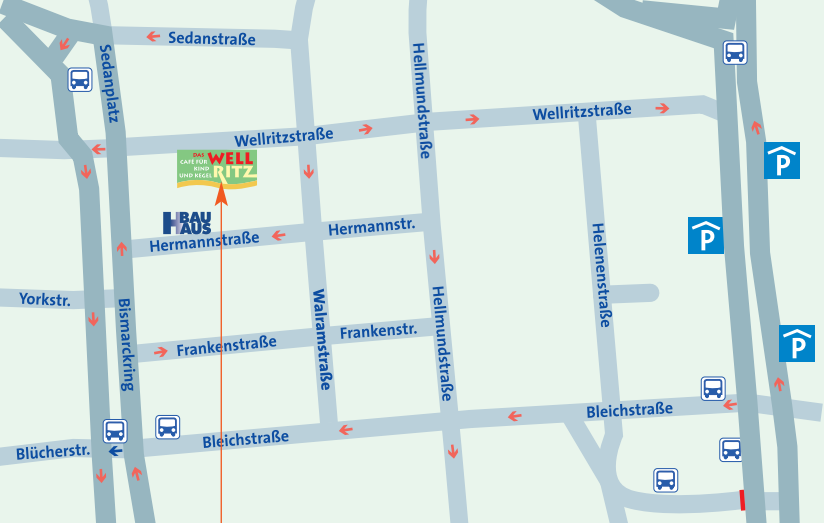 Sedanstraße
Sedanplatz
Hellmundstraße
Wellritzstraße
Wellritzstraße
DAS
WELL
CAFÉ FÜR
KIND
RITZ
UND KEGEL
P
BAU
HAUS
Hermannstraße
Hermannstr.
Helenenstraße
P
Yorkstr.
Bismarckring
Walramstraße
Hellmundstraße
Frankenstraße
Frankenstr.
P
Bleichstraße
Bleichstraße
Blücherstr.